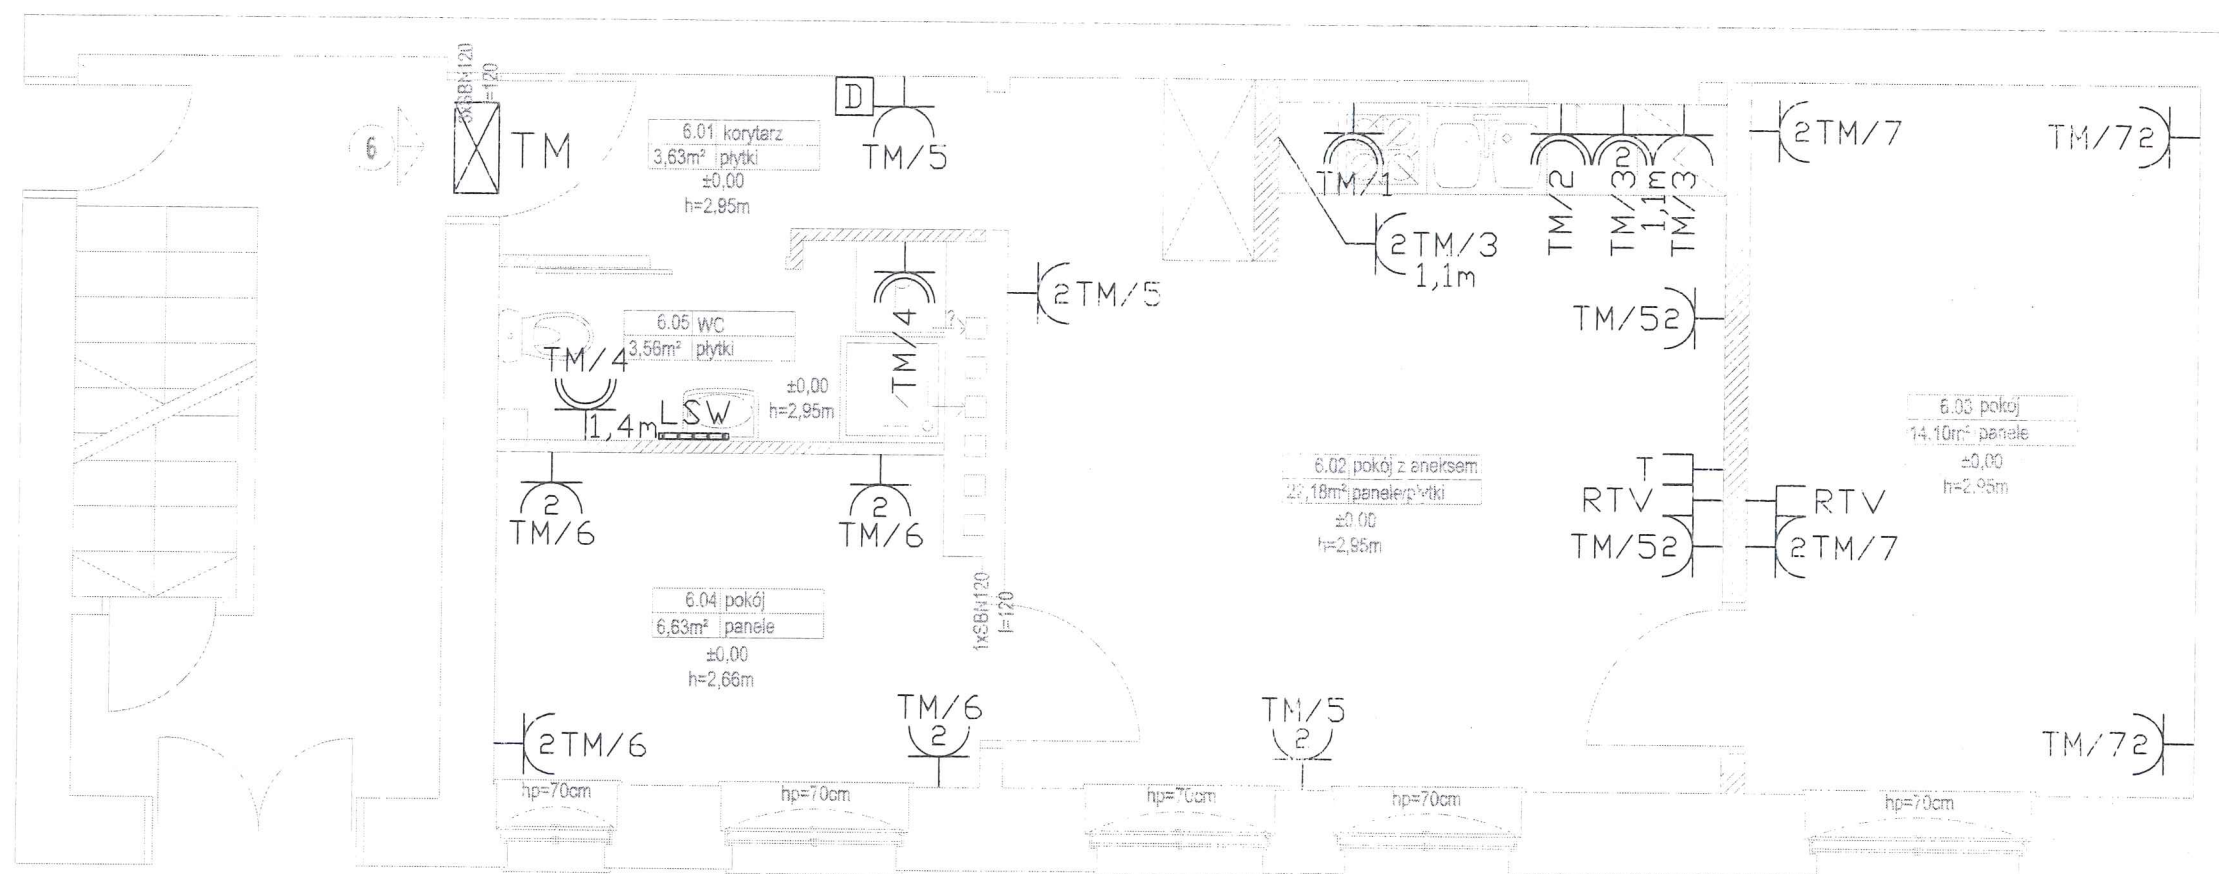 3xSBN120
l=120
6
TM
D
TM/5
6.01 korytarz
3,63m² płytki
±0,00
h=2,95m
TM/1
TM/2
TM/3
2
1,1m
TM/3
2TM/3
1,1m
2TM/7
TM/72
2TM/5
TM/52
6.05 WC
3,56m² płytki
±0,00
h=2,95m
TM/4
1,4m
LSW
TM/4
2
TM/6
2
TM/6
6.04 pokój
6,63m² panele
±0,00
h=2,66m
2TM/6
TM/6
2
1xSBN120
l=120
6.02 pokój z aneksem
22,18m² panele/płytki
±0,00
h=2,95m
T
RTV
TM/52
RTV
2TM/7
6.03 pokój
14.10m² panele
±0,00
h=2.95m
TM/5
2
TM/72
hp=70cm
hp=70cm
hp=70cm
hp=70cm
hp=70cm